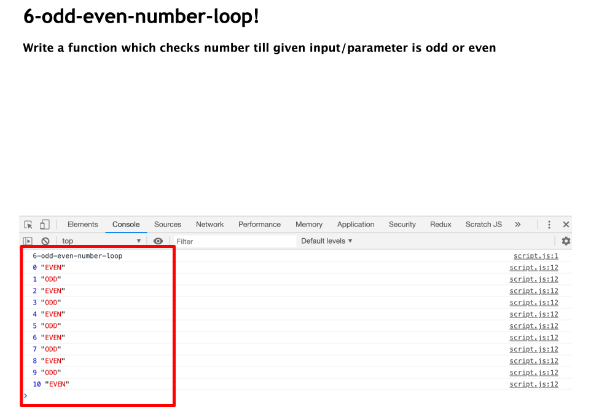 6-odd-even-number-loop!
Write a function which checks number till given input/parameter is odd or even
Elements Console Sources Network Performance Memory Application Security Redux Scratch JS »
top Filter Default levels
6-odd-even-number-loop script.js:1
0 "EVEN" script.js:12
1 "ODD" script.js:12
2 "EVEN" script.js:12
3 "ODD" script.js:12
4 "EVEN" script.js:12
5 "ODD" script.js:12
6 "EVEN" script.js:12
7 "ODD" script.js:12
8 "EVEN" script.js:12
9 "ODD" script.js:12
10 "EVEN" script.js:12
>